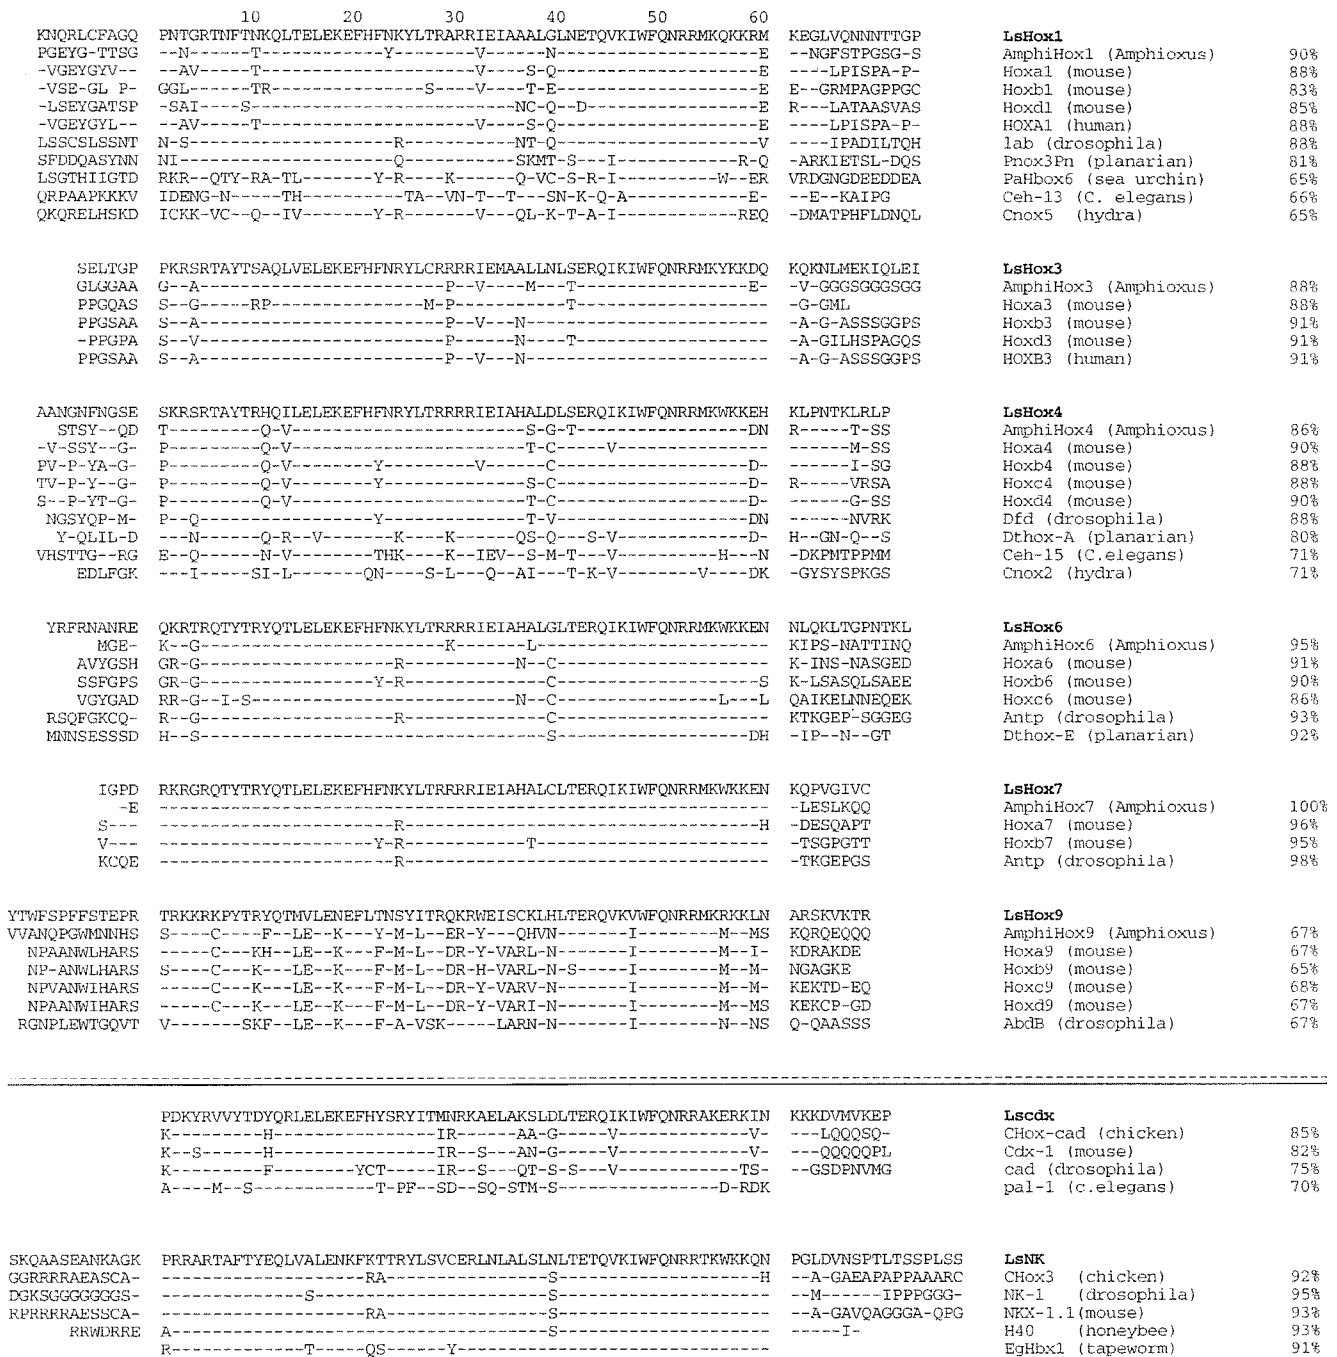 10 20 30 40 50 60
KNQRLCFAGQ PNTGRTNFTNKQLTELEKEFHFNKYLTRARRIEIAAALGLNETQVKIWFQNRRMKQKKRM KEGLVQNNNTTGP LsHox1
PGEYG-TTSG ---N------T------------Y--------V------N--------------------E- --NGFSTPGSG-S AmphiHox1 (Amphioxus) 90%
-VGEYGYV-- --AV-----T---------------------V----S-Q--------------------E ---LPISPA-P- Hoxa1 (mouse) 88%
-VSE-GL P- GGL------TR---------------S----V----T-E--------------------E E--GRMPAGPPGC Hoxb1 (mouse) 83%
-LSEYGATSP -SAI----S--------------------------NC-Q--D-----------------E R---LATAASVAS Hoxd1 (mouse) 85%
-VGEYGYL-- --AV-----T---------------------V----S-Q--------------------E ---LPISPA-P- HOXA1 (human) 88%
LSSCSLSSNT N-S--------------------R-----------NT-Q--------------------V ---IPADILTQH lab (drosophila) 88%
SFDDQASYNN NI---------------------Q-----------SKMT-S---I------------R-Q -ARKIETSL-DQS Pnox3Pn (planarian) 81%
LSGTHIIGTD RKR--QTY-RA-TL-------Y-R----K------Q-VC-S-R-I----------W--ER VRDGNGDEEDDEA PaHbox6 (sea urchin) 65%
QRPAAPKKKV IDENG-N-----TH----------TA--VN-T--T---SN-K-Q-A-------------E- -E--E-KAIPG Ceh-13 (C. elegans) 66%
QKQRELHSKD ICKK-VC--Q--IV-------Y-R-------V---QL-K-T-A-I------------REQ -DMATPHFLDNQL Cnox5 (hydra) 65%
SELTGP PKRSRTAYTSAQLVELEKEFHFNRYLCRRRRIEMAALLNLSERQIKIWFQNRRMKYKKDQ KQKNLMEKIQLEI LsHox3
GLGGAA G--A------------------------P--V----M---T-----------------E- -V-GGGSGGGSGG AmphiHox3 (Amphioxus) 88%
PPGQAS S--G-----RP---------------M-P-----------T------------------- -G-GML Hoxa3 (mouse) 88%
PPGSAA S--A------------------------P--V---N------------------------ -A-G-ASSSGGPS Hoxb3 (mouse) 91%
-PPGPA S--V------------------------P------N----T------------------- -A-GILHSPAGQS Hoxd3 (mouse) 91%
PPGSAA S--A------------------------P--V---N------------------------ -A-G-ASSSGGPS HOXB3 (human) 91%
AANGNFNGSE SKRSRTAYTRHQILELEKEFHFNRYLTRRRRIEIAHALDLSERQIKIWFQNRRMKWKKEH KLPNTKLRLP LsHox4
STSY--QD T---------Q-V-----------------------S-G-T-----------------DN R-----T-SS AmphiHox4 (Amphioxus) 86%
-V-SSY--G- P---------Q-V-----------------------T-C-----V-------------- ------M-SS Hoxa4 (mouse) 90%
PV-P-YA-G- P---------Q-V--------Y---------V------C-------------------D- ------I-SG Hoxb4 (mouse) 88%
TV-P-Y--G- P---------Q-V--------Y--------------S-C-------------------D- R-----VRSA Hoxc4 (mouse) 88%
S--P-YT-G- P---------Q-V-----------------------T-C-------------------D- ------G-SS Hoxd4 (mouse) 90%
NGSYQP-M- P--Q------------------Y--------------T-V-------------------DN ------NVRK Dfd (drosophila) 88%
Y-QLIL-D ---N------Q-R--V-------K----K------QS-Q---S-V-------------D- H--GN-Q--S Dthox-A (planarian) 80%
VHSTTG--RG E--Q-------N-V--------THK----K--IEV--S-M-T---V----------H---N -DKPMTPPMM Ceh-15 (C.elegans) 71%
EDLFGK ---I-----SI-L-------QN-----S-L---Q--AI---T-K-V--------V----DK -GYSYSPKGS Cnox2 (hydra) 71%
YRFRNANRE QKRTRQTYTRYQTLELEKEFHFNKYLTRRRRIEIAHALGLTERQIKIWFQNRRMKWKKEN NLQKLTGPNTKL LsHox6
MGE- K--G------------------------K-------L---------------------- KIPS-NATTINQ AmphiHox6 (Amphioxus) 95%
AVYGSH GR-G-------------------R-----------N--C-------------------- K-INS-NASGED Hoxa6 (mouse) 91%
SSFGPS GR-G-----------------Y-R--------------C--------------------S K-LSASQLSAEE Hoxb6 (mouse) 90%
VGYGAD RR-G--I-S--------------------------N--C----------------L---L QAIKELNNEQEK Hoxc6 (mouse) 86%
RSQFGKCQ- R--G-------------------R--------------C-------------------- KTKGEP-SGGEG Antp (drosophila) 93%
MNNSESSSD H--S----------------------------------S-------------------DH -IP--N--GT Dthox-E (planarian) 92%
IGPD RKRGRQTYTRYQTLELEKEFHFNKYLTRRRRIEIAHALCLTERQIKIWFQNRRMKWKKEN KQPVGIVC LsHox7
-E ------------------------------------------------------------ -LESLKQQ AmphiHox7 (Amphioxus) 100%
S--- -----------------------R-----------------------------------H -DESQAPT Hoxa7 (mouse) 96%
V--- ---------------------Y-R------------T----------------------- -TSGPGTT Hoxb7 (mouse) 95%
KCQE -----------------------R------------------------------------ -TKGEPGS Antp (drosophila) 98%
YTWFSPFFSTEPR TRKKRKPYTRYQTMVLENEFLTNSYITRQKRWEISCKLHLTERQVKVWFQNRRMKRKKLN ARSKVKTR LsHox9
VVANQPGWMNNHS S----C----F---LE--K---Y-M-L--ER-Y---QHVN-------I--------M--MS KQRQEQQQ AmphiHox9 (Amphioxus) 67%
NPAANWLHARS -----C---KH---LE--K---F-M-L--DR-Y-VARL-N-------I--------M--I- KDRAKDE Hoxa9 (mouse) 67%
NP-ANWLHARS S----C---K----LE--K---F-M-L--DR-H-VARL-N-S-----I--------M--M- NGAGKE Hoxb9 (mouse) 65%
NPVANWIHARS -----C---K----LE--K---F-M-L--DR-Y-VARV-N-------I--------M--M- KEKTD-EQ Hoxc9 (mouse) 68%
NPAANWIHARS -----C---K----LE--K---F-M-L--DR-Y-VARI-N-------I--------M--MS KEKCP-GD Hoxd9 (mouse) 67%
RGNPLEWTGQVT V-------SKF---LE--K---F-A-VSK-----LARN-N-------I--------N--NS Q-QAASSS AbdB (drosophila) 67%
PDKYRVVYTDYQRLELEKEFHYSRYITMNRKAELAKSLDLTERQIKIWFQNRRAKERKIN KKKDVMVKEP Lscdx
K---------H----------------IR------AA-G-----V-------------V- ---LQQQSQ- CHox-cad (chicken) 85%
K--S------H----------------IR--S---AN-G-----V-------------V- ---QQQQQPL Cdx-1 (mouse) 82%
K---------F--------YCT-----IR--S---QT-S-S---V------------TS- --GSDPNVMG cad (drosophila) 75%
A----M--S------------T-PF--SD--SQ-STM-S----------------D-RDK pal-1 (c.elegans) 70%
SKQAASEANKAGK PRRARTAFTYEQLVALENKFKTTRYLSVCERLNLALSLNLTETQVKIWFQNRRTKWKKQN PGLDVNSPTLTSSPLSS LsNK
GGRRRRAEASCA- --------------------RA----------------S--------------------H --A-GAEAPAPPAAARC CHox3 (chicken) 92%
DGKSGGGGGGGS- --------------S-----------------------S--------------------- --M------IPPPGGG- NK-1 (drosophila) 95%
RPRRRRAESSCA- --------------------RA----------------S--------------------- --A-GAVQAGGGA-QPG NKX-1.1(mouse) 93%
RRWDRRE A-------------------------------------S--------------------- -----I- H40 (honeybee) 93%
R-------------T-----QS-----Y------------------------------- EgHbx1 (tapeworm) 91%